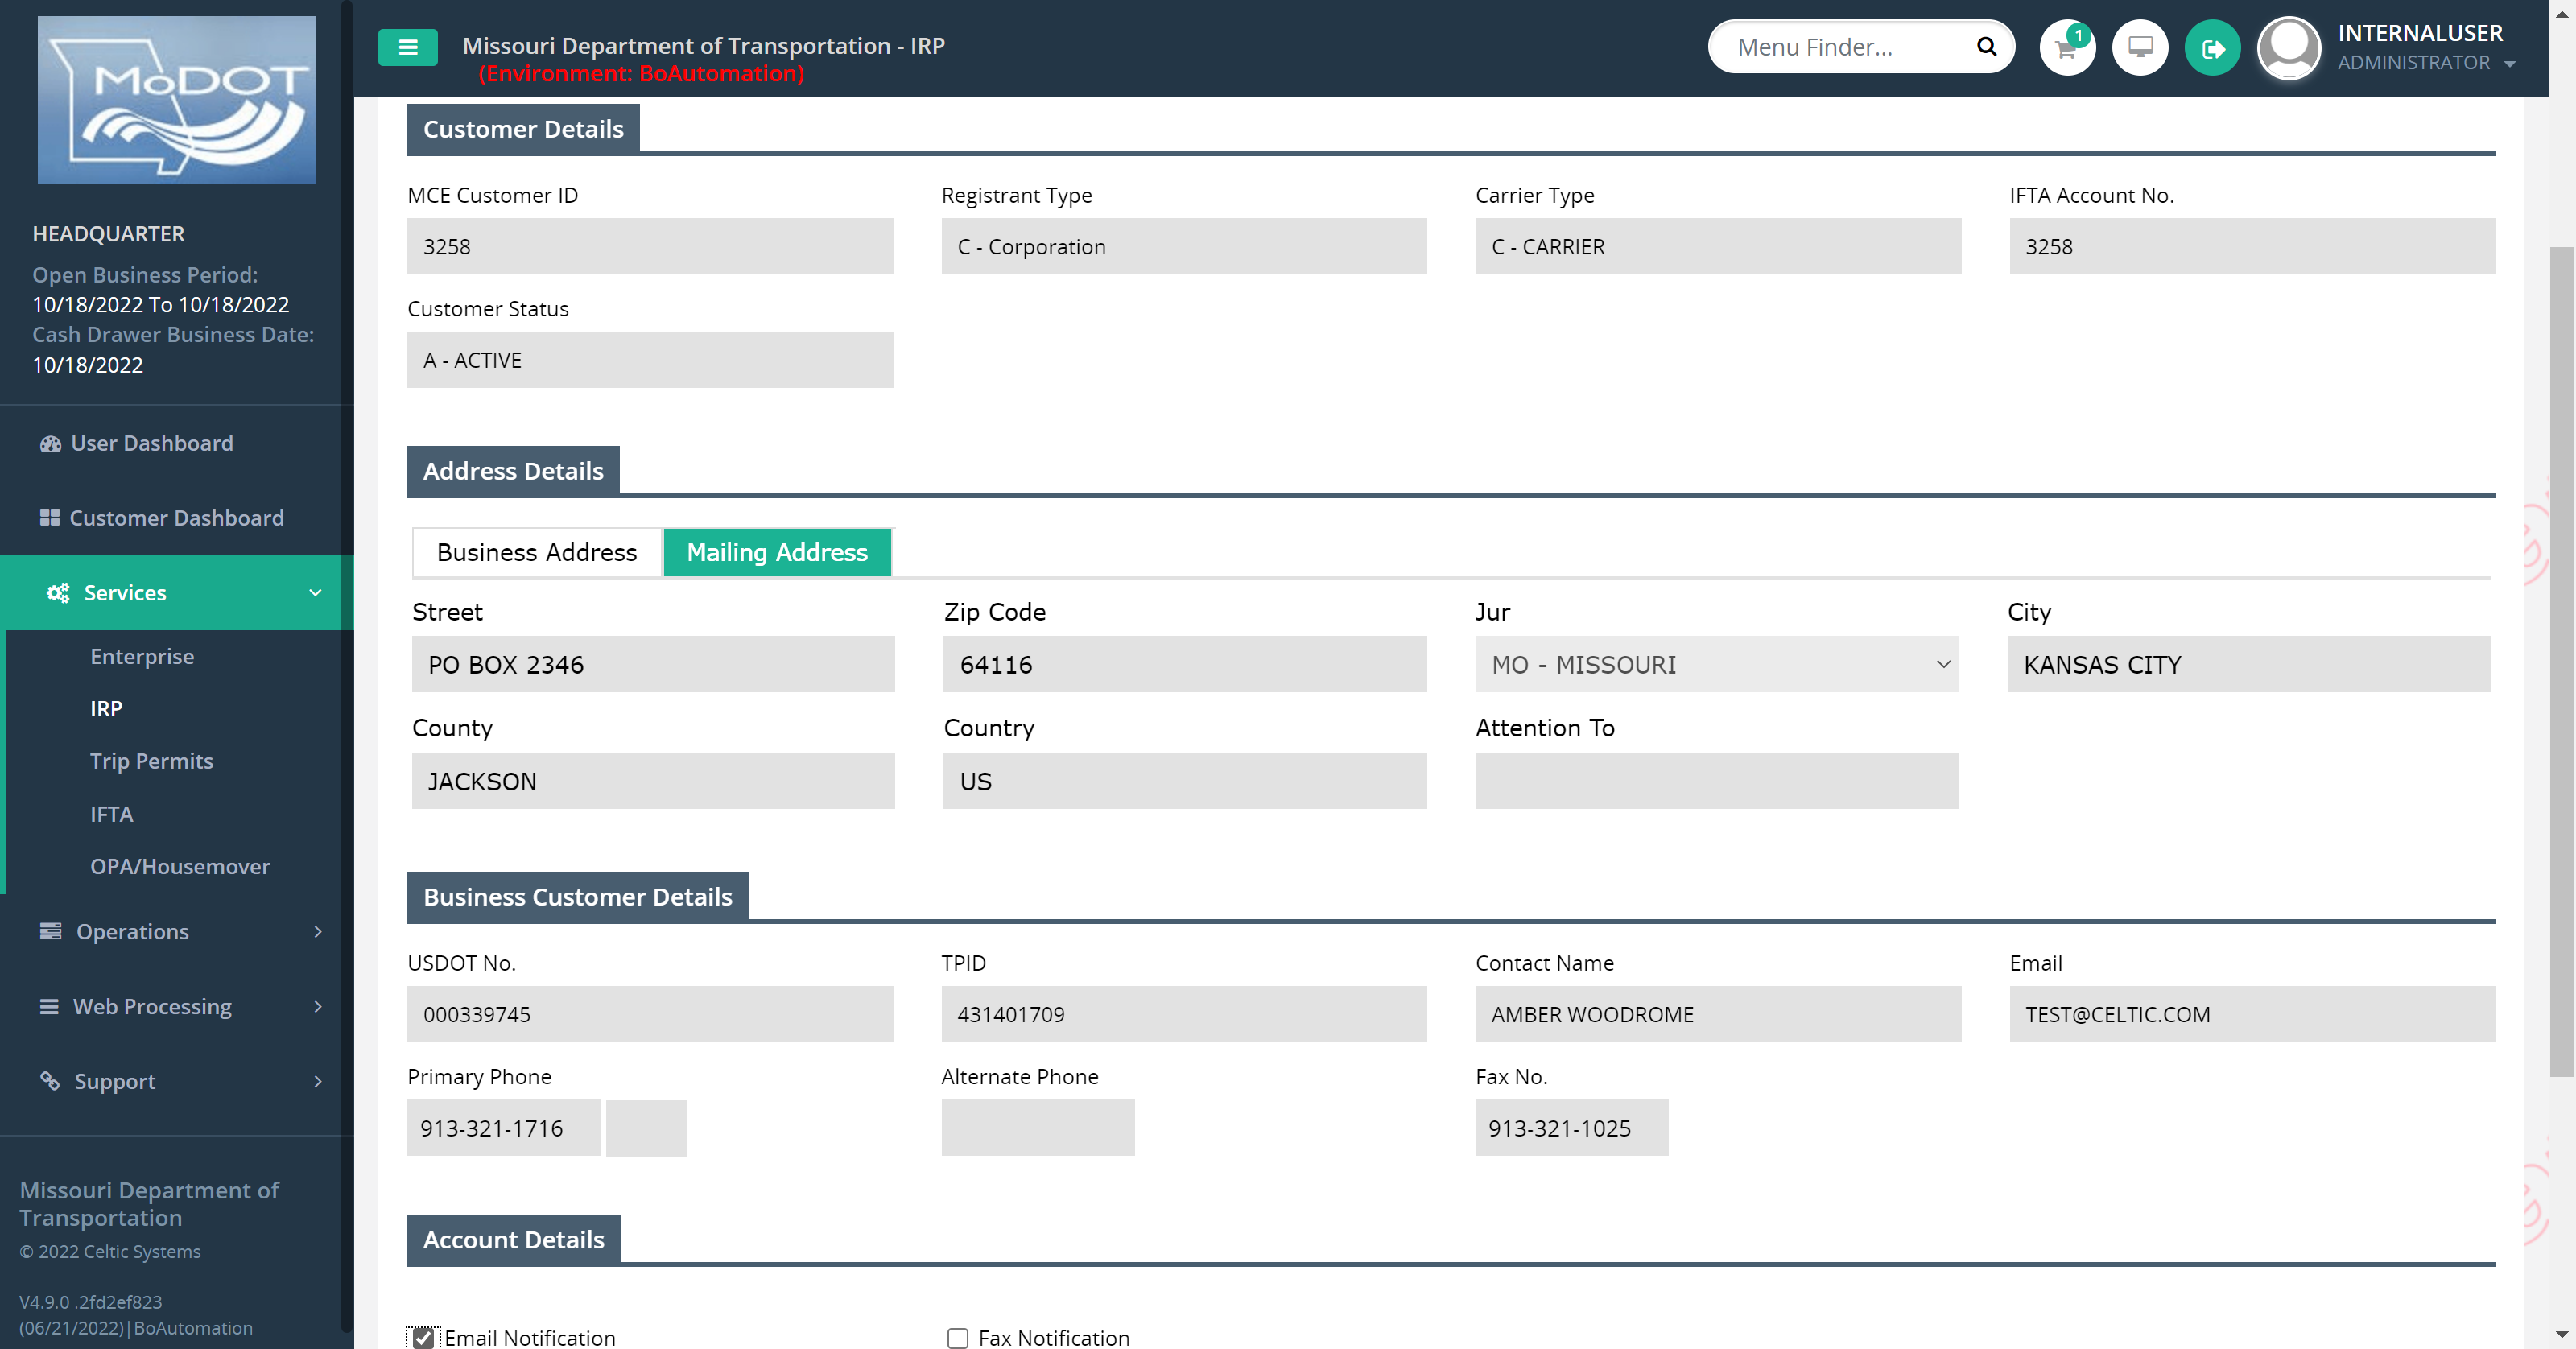 MoDOT
HEADQUARTER
Open Business Period:
10/18/2022 To 10/18/2022
Cash Drawer Business Date:
10/18/2022
User Dashboard
Customer Dashboard
Services
Enterprise
IRP
Trip Permits
IFTA
OPA/Housemover
Operations
Web Processing
Support
Missouri Department of
Transportation
© 2022 Celtic Systems
V4.9.0 .2fd2ef823
(06/21/2022)|BoAutomation
Missouri Department of Transportation - IRP
(Environment: BoAutomation)
Menu Finder...
1
INTERNALUSER
ADMINISTRATOR
Customer Details
MCE Customer ID Registrant Type Carrier Type IFTA Account No.
3258 C - Corporation C - CARRIER 3258
Customer Status
A - ACTIVE
Address Details
Business Address Mailing Address
Street Zip Code Jur City
PO BOX 2346 64116 MO - MISSOURI KANSAS CITY
County Country Attention To
JACKSON US
Business Customer Details
USDOT No. TPID Contact Name Email
000339745 431401709 AMBER WOODROME TEST@CELTIC.COM
Primary Phone Alternate Phone Fax No.
913-321-1716 913-321-1025
Account Details
Email Notification Fax Notification